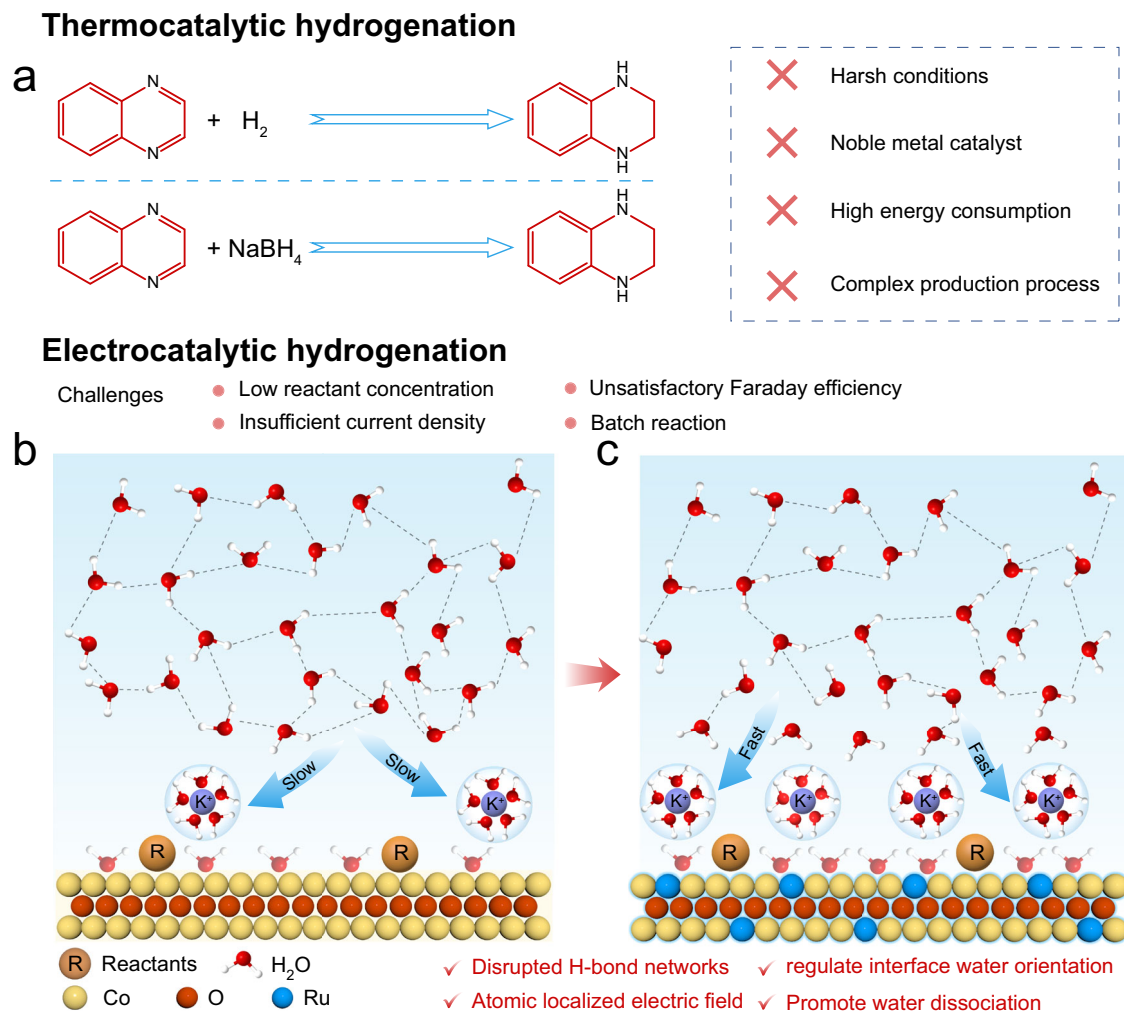 Thermocatalytic hydrogenation
a
N
N
+ H2
H
N
N
H
Harsh conditions
Noble metal catalyst
High energy consumption
Complex production process
N
N
+ NaBH4
H
N
N
H
Electrocatalytic hydrogenation
Challenges
Low reactant concentration
Unsatisfactory Faraday efficiency
Insufficient current density
Batch reaction
b
Slow
Slow
K+
K+
R
R
c
Fast
Fast
K+
K+
K+
K+
R
R
R Reactants
H2O
Co
O
Ru
Disrupted H-bond networks
regulate interface water orientation
Atomic localized electric field
Promote water dissociation